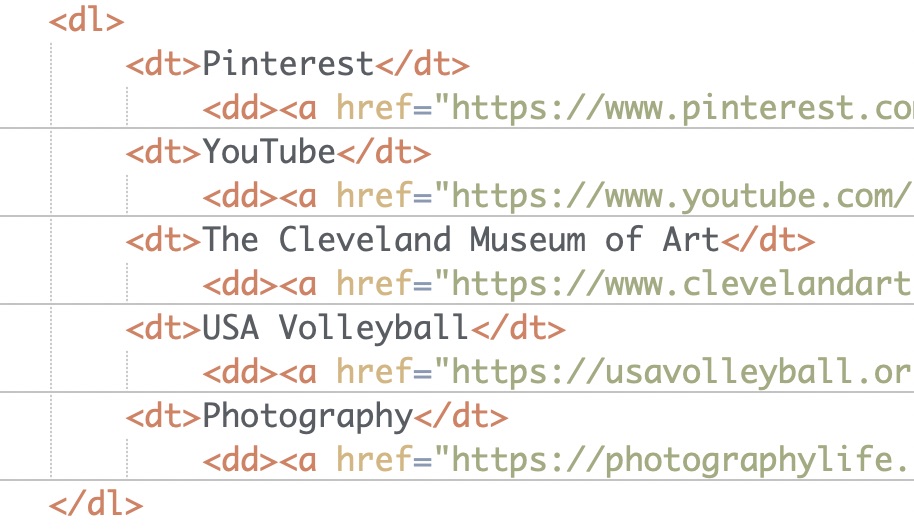 <dl>
<dt>Pinterest</dt>
<dd><a href="https://www.pinterest.co
<dt>YouTube</dt>
<dd><a href="https://www.youtube.com/
<dt>The Cleveland Museum of Art</dt>
<dd><a href="https://www.clevelandart
<dt>USA Volleyball</dt>
<dd><a href="https://usavolleyball.or
<dt>Photography</dt>
<dd><a href="https://photographylife.
</dl>